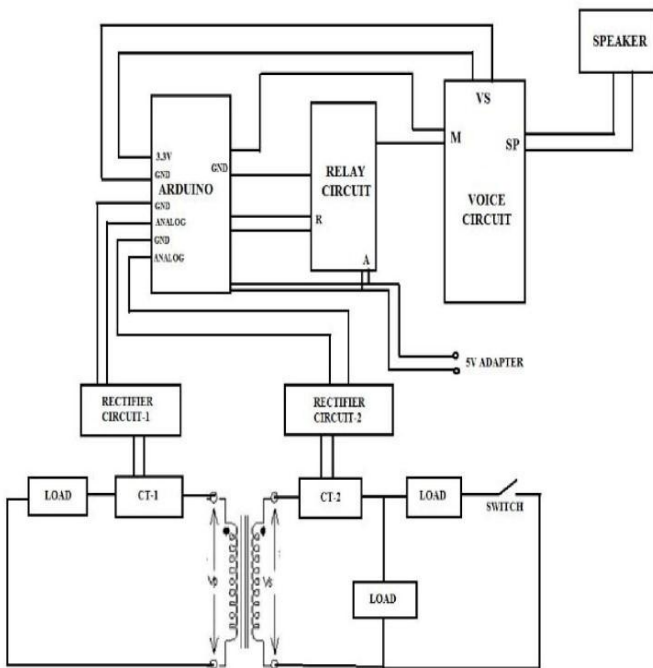 SPEAKER
VS
M
SP
VOICE
CIRCUIT
3.3V
GND
GND
ARDUINO
GND
ANALOG
GND
ANALOG
RELAY
CIRCUIT
R
A
5V ADAPTER
RECTIFIER
CIRCUIT-1
RECTIFIER
CIRCUIT-2
LOAD
CT-1
CT-2
LOAD
SWITCH
Vp
Vs
LOAD